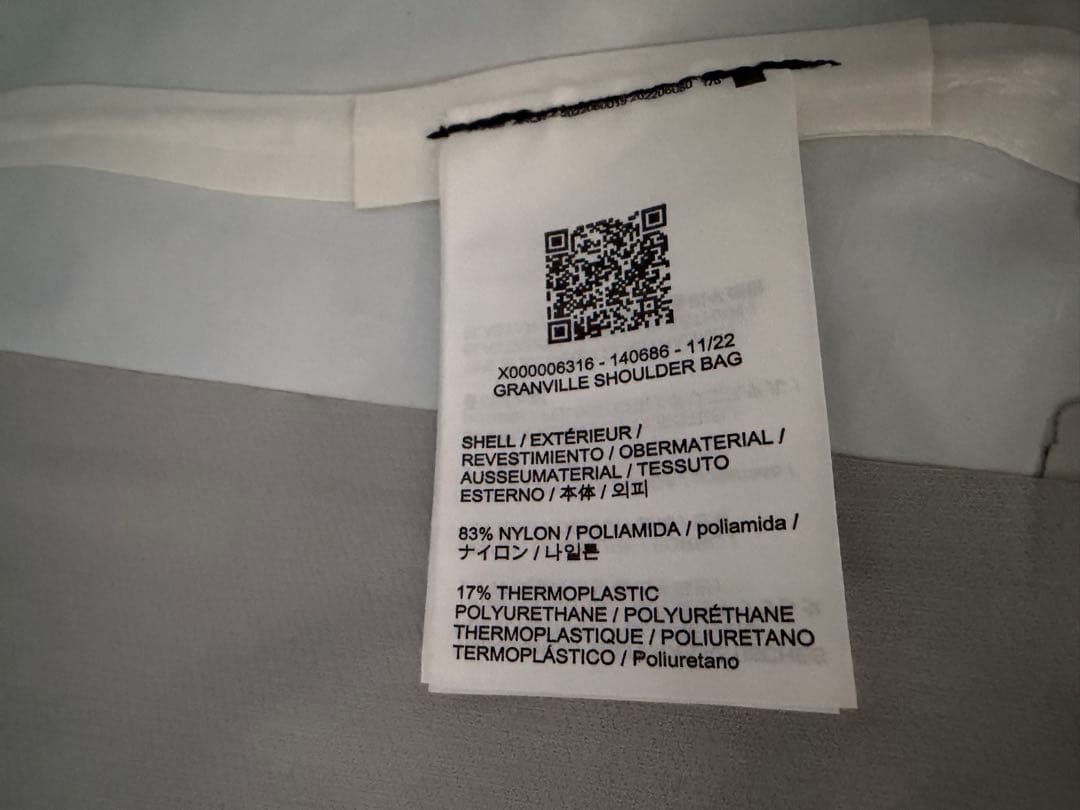 X000006316 - 140686 - 11/22
GRANVILLE SHOULDER BAG
SHELL / EXTÉRIEUR /
REVESTIMIENTO / OBERMATERIAL /
AUSSEUMATERIAL / TESSUTO
ESTERNO / 本体 / 외피
83% NYLON / POLIAMIDA / poliamida /
ナイロン / 나일론
17% THERMOPLASTIC
POLYURETHANE / POLYURÉTHANE
THERMOPLASTIQUE / POLIURETANO
TERMOPLÁSTICO / Poliuretano